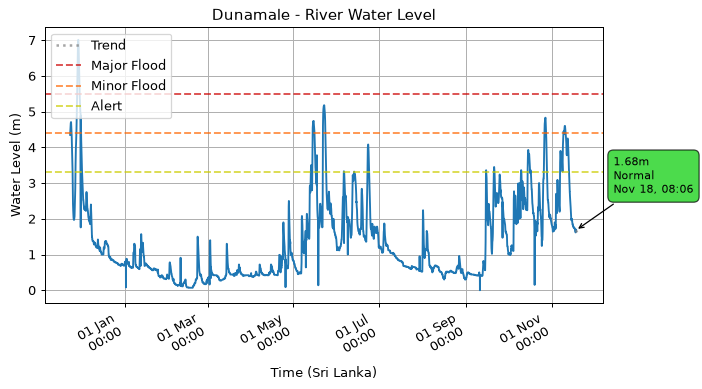 Dunamale - River Water Level
Trend
Major Flood
Minor Flood
Alert
7
6
5
4
3
2
1
0
Water Level (m)
1.68m
Normal
Nov 18, 08:06
01 Jan
00:00
01 Mar
00:00
01 May
00:00
01 Jul
00:00
01 Sep
00:00
01 Nov
00:00
Time (Sri Lanka)